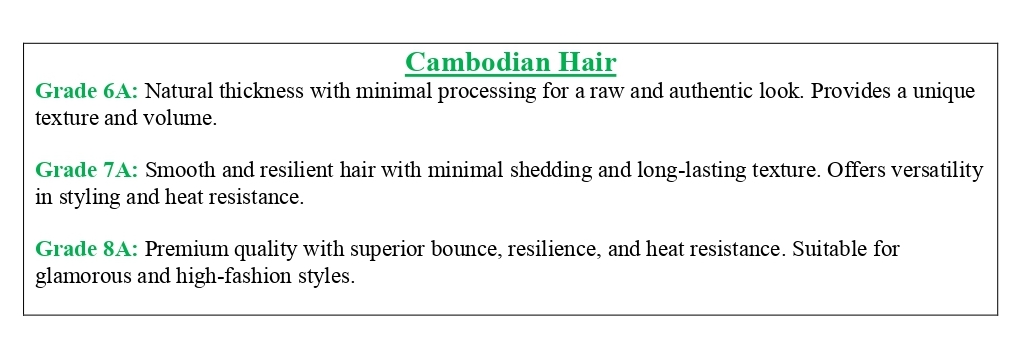 Cambodian Hair
Grade 6A: Natural thickness with minimal processing for a raw and authentic look. Provides a unique
texture and volume.
Grade 7A: Smooth and resilient hair with minimal shedding and long-lasting texture. Offers versatility
in styling and heat resistance.
Grade 8A: Premium quality with superior bounce, resilience, and heat resistance. Suitable for
glamorous and high-fashion styles.